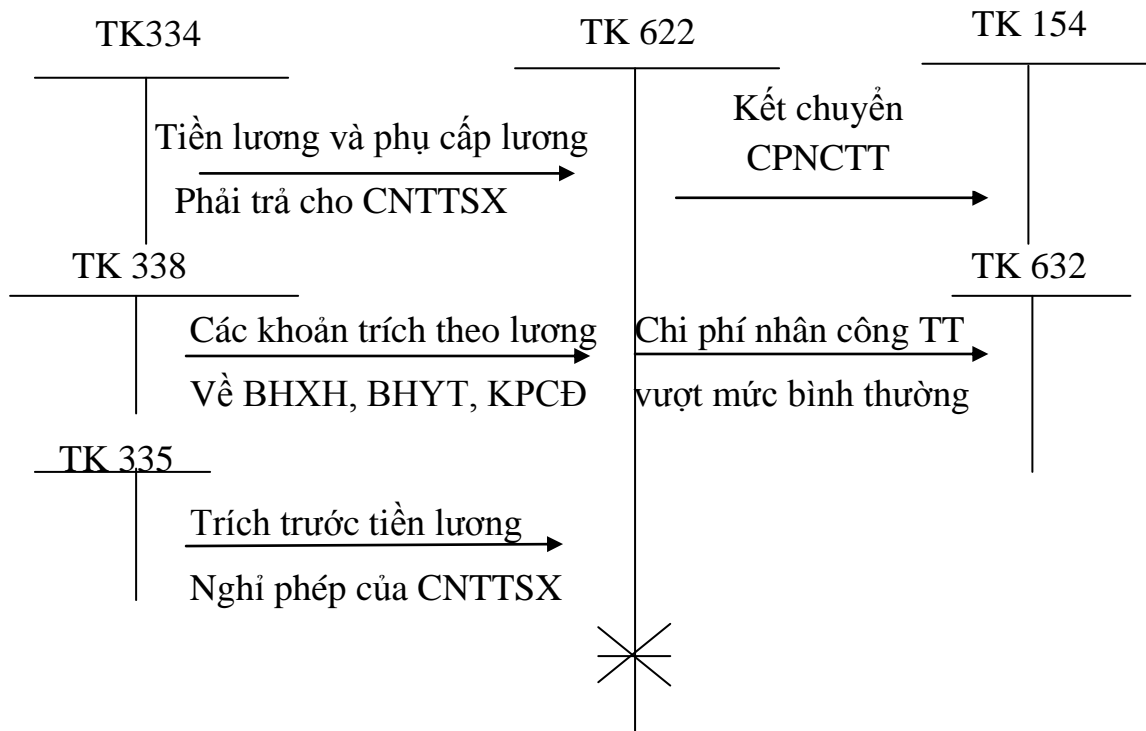 TK334
TK 622
TK 154
Tiền lương và phụ cấp lương
Phải trả cho CNTTSX
Kết chuyển
CPNCTT
TK 338
TK 632
Các khoản trích theo lương
Về BHXH, BHYT, KPCĐ
Chi phí nhân công TT
vượt mức bình thường
TK 335
Trích trước tiền lương
Nghỉ phép của CNTTSX